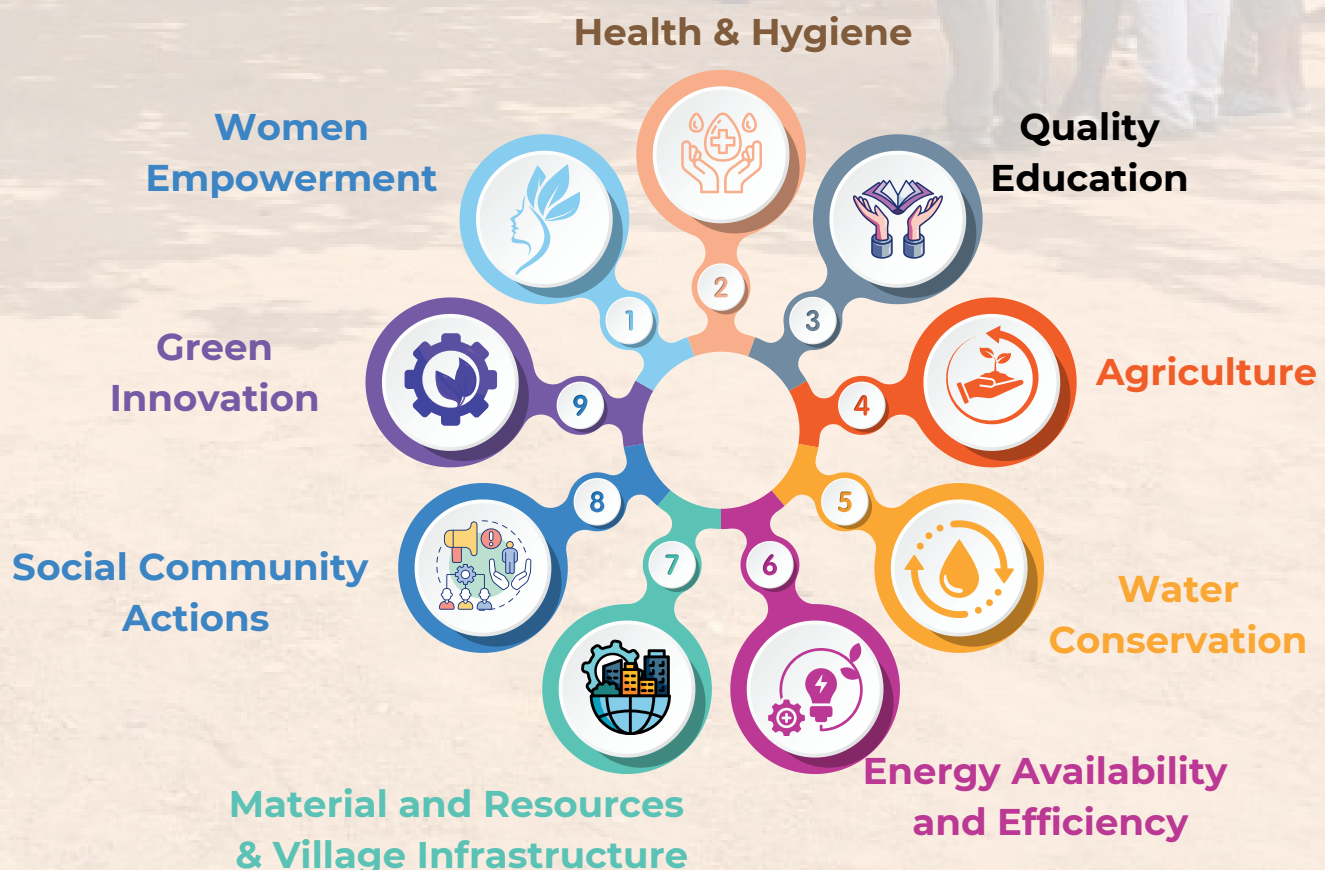 Health & Hygiene
Women
Empowerment
Quality
Education
2
1
3
Green
Innovation
Agriculture
9
4
8
5
Social Community
Actions
7
6
Water
Conservation
Energy Availability
and Efficiency
Material and Resources
& Village Infrastructure